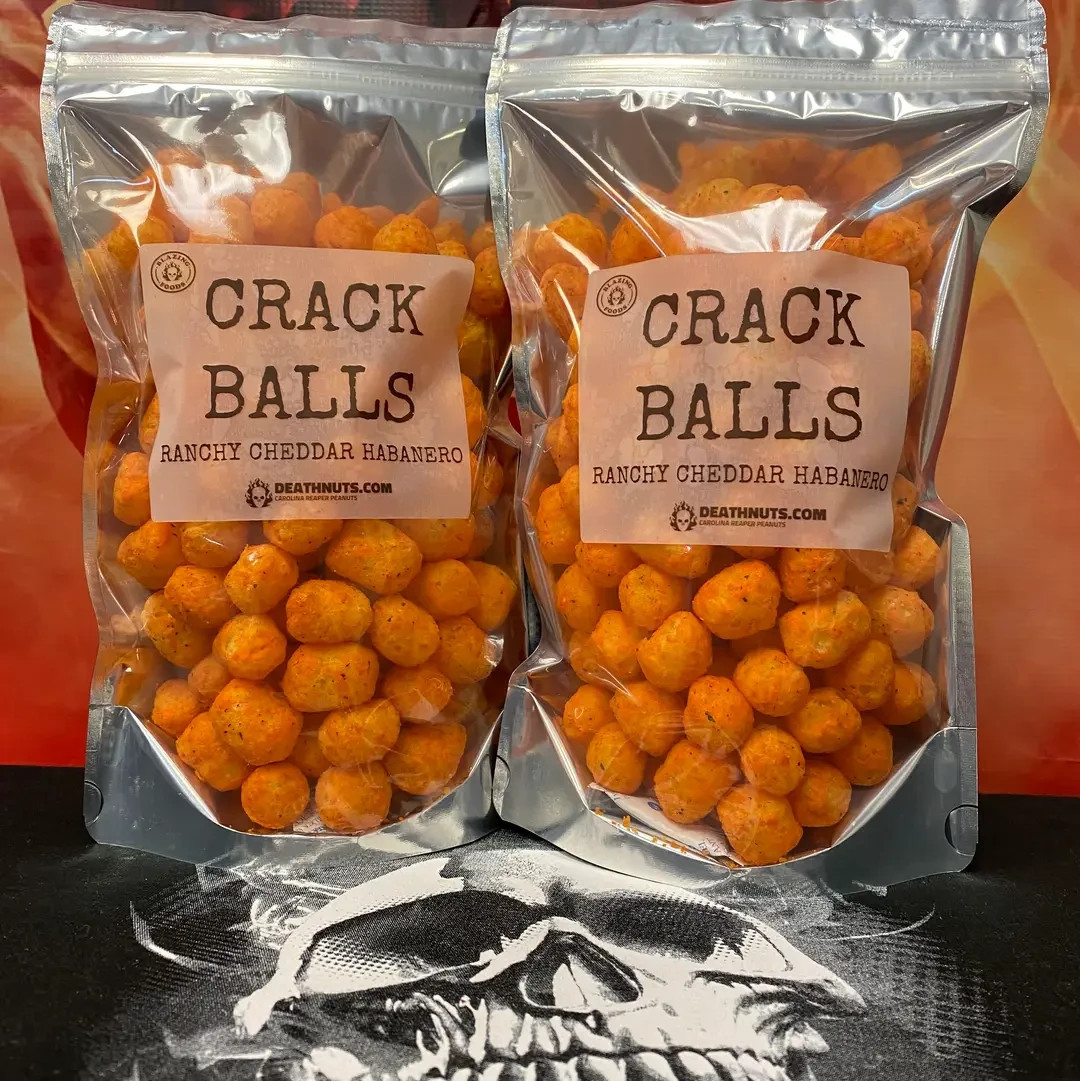 BLAZING
FOODS
CRACK
BALLS
RANCHY CHEDDAR HABANERO
DEATHNUTS.COM
CAROLINA REAPER PEANUTS
BLAZING
FOODS
CRACK
BALLS
RANCHY CHEDDAR HABANERO
DEATHNUTS.COM
CAROLINA REAPER PEANUTS